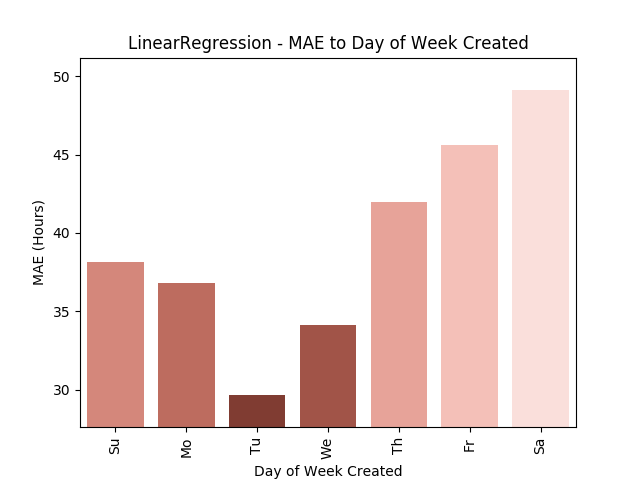 LinearRegression - MAE to Day of Week Created
50
45
40
35
30
MAE (Hours)
Su
Mo
Tu
We
Th
Fr
Sa
Day of Week Created